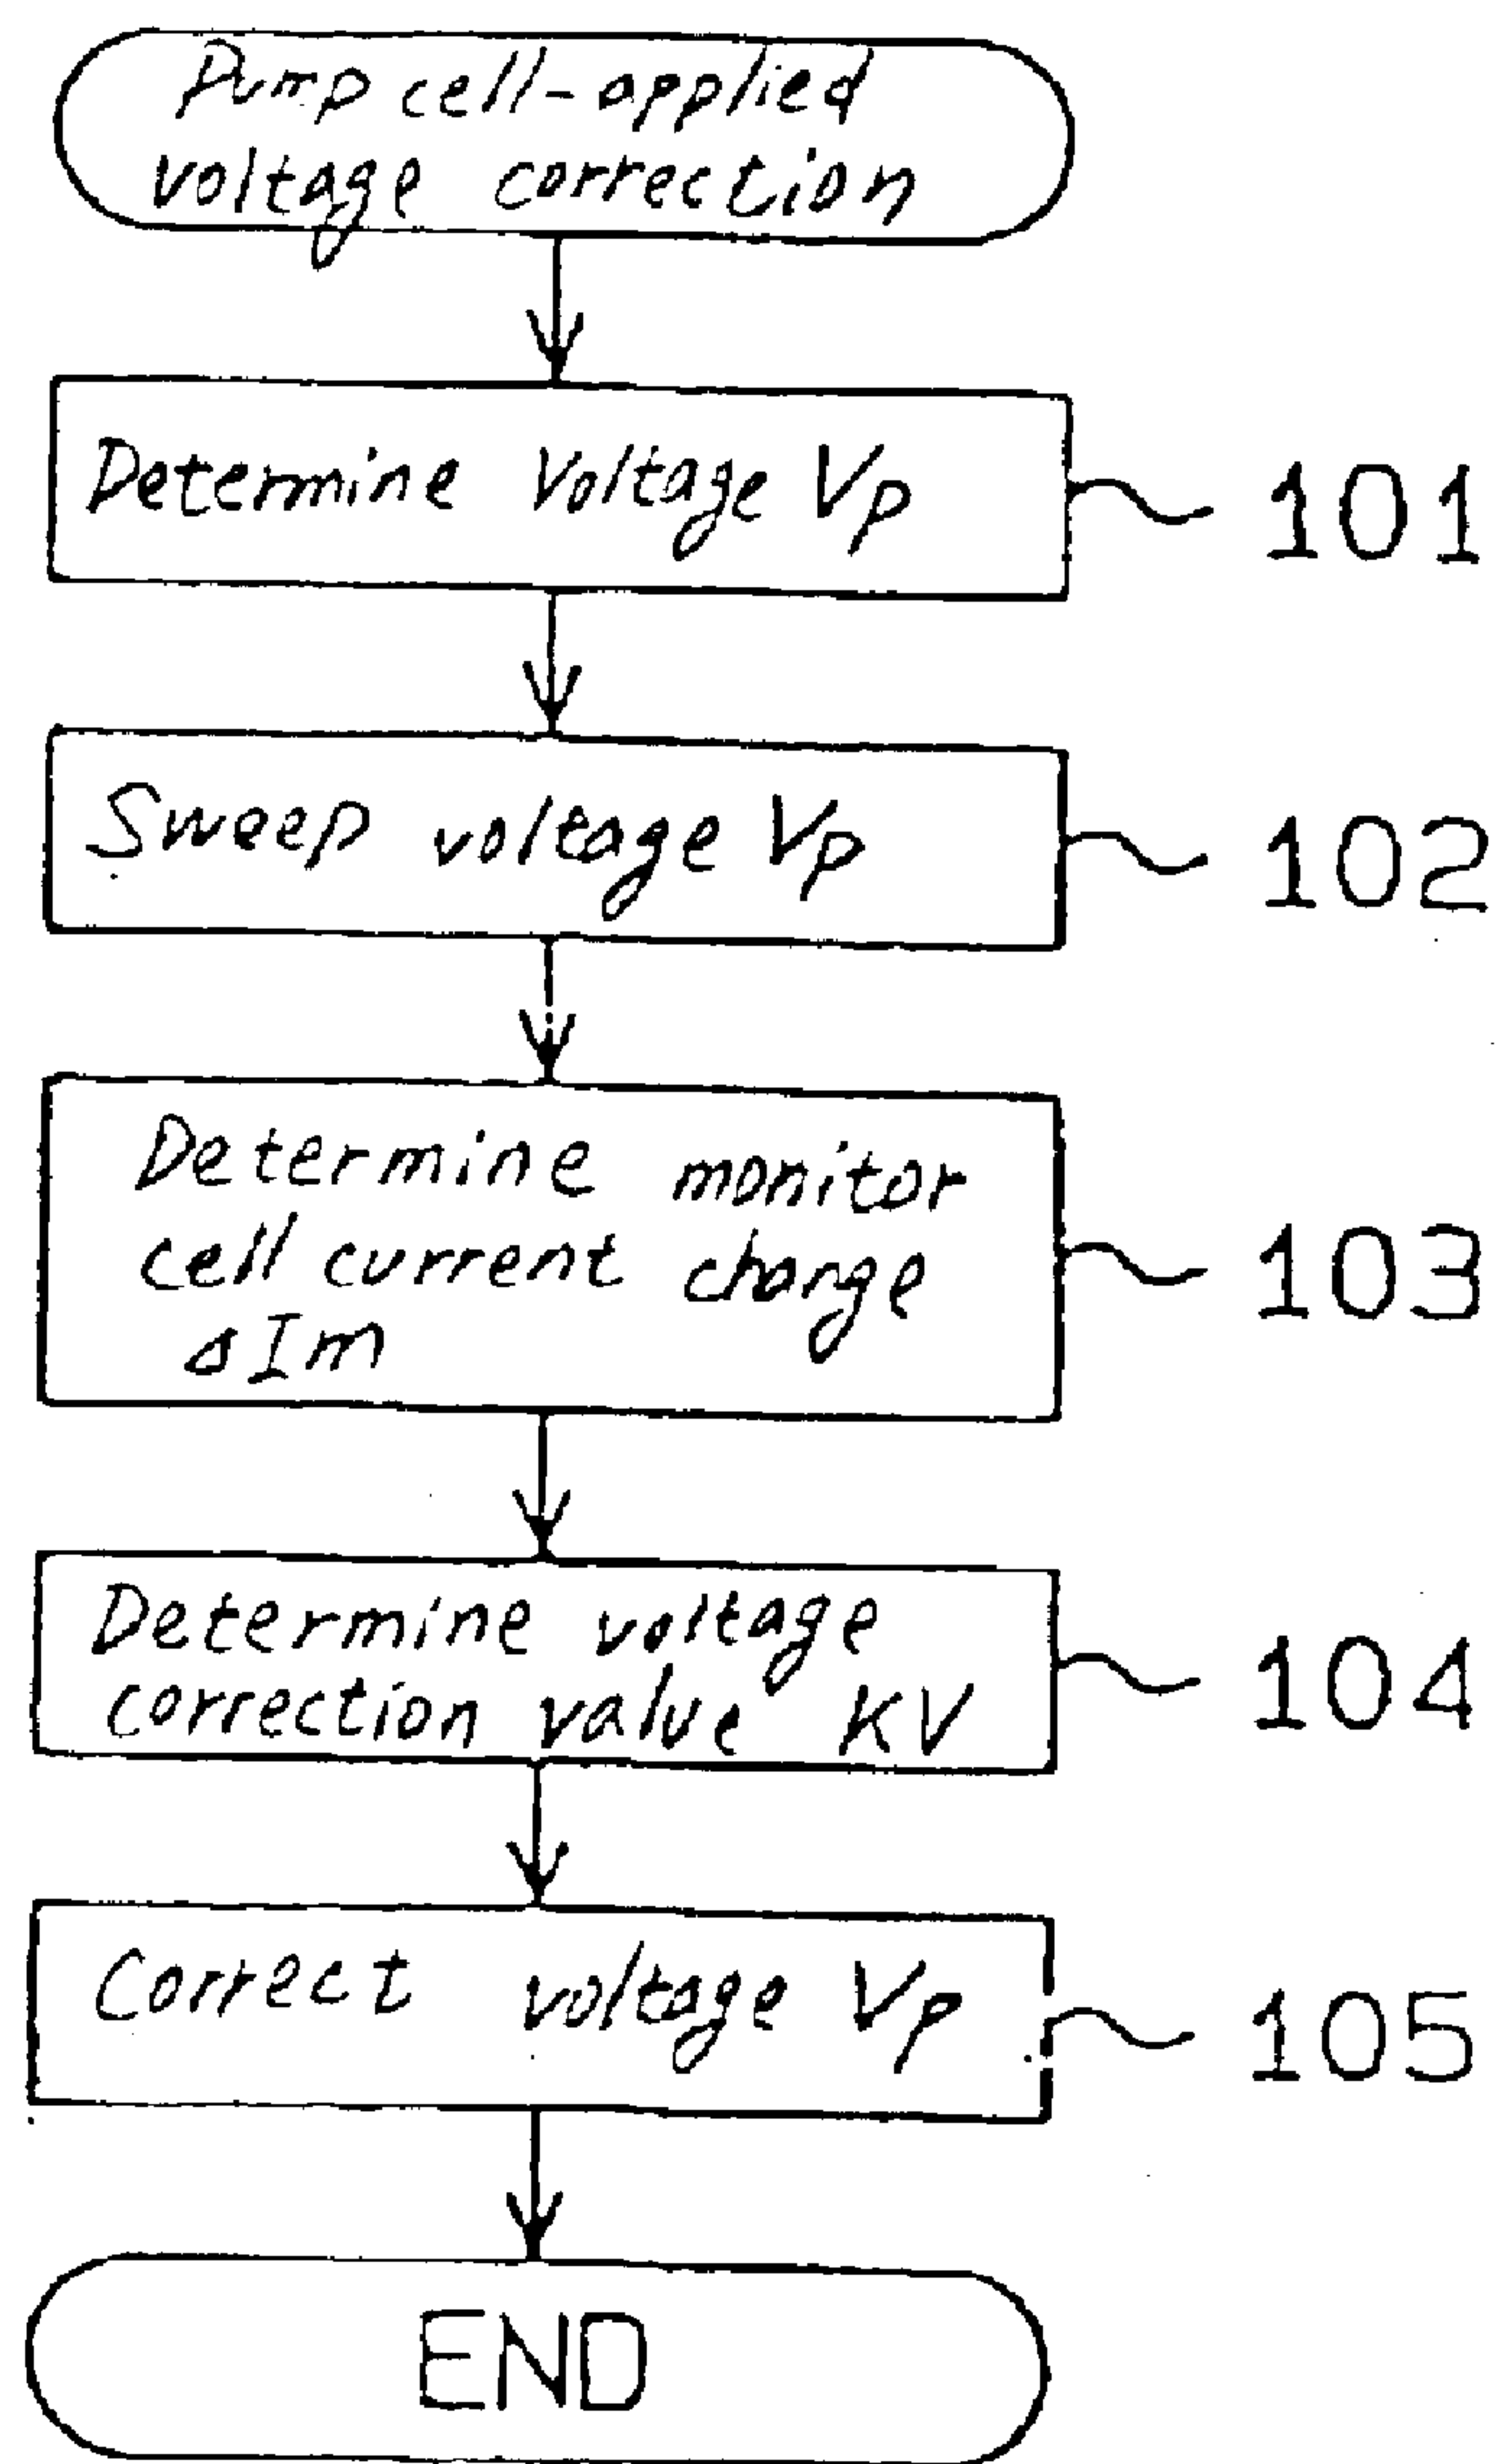 Pump cell-applied
voltage correction
Determine Voltage Vp
101
Sweep voltage Vp
102
Determine monitor
cell current change
ΔIm
103
Determine voltage
correction value KV
104
Correct voltage Vp
105
END